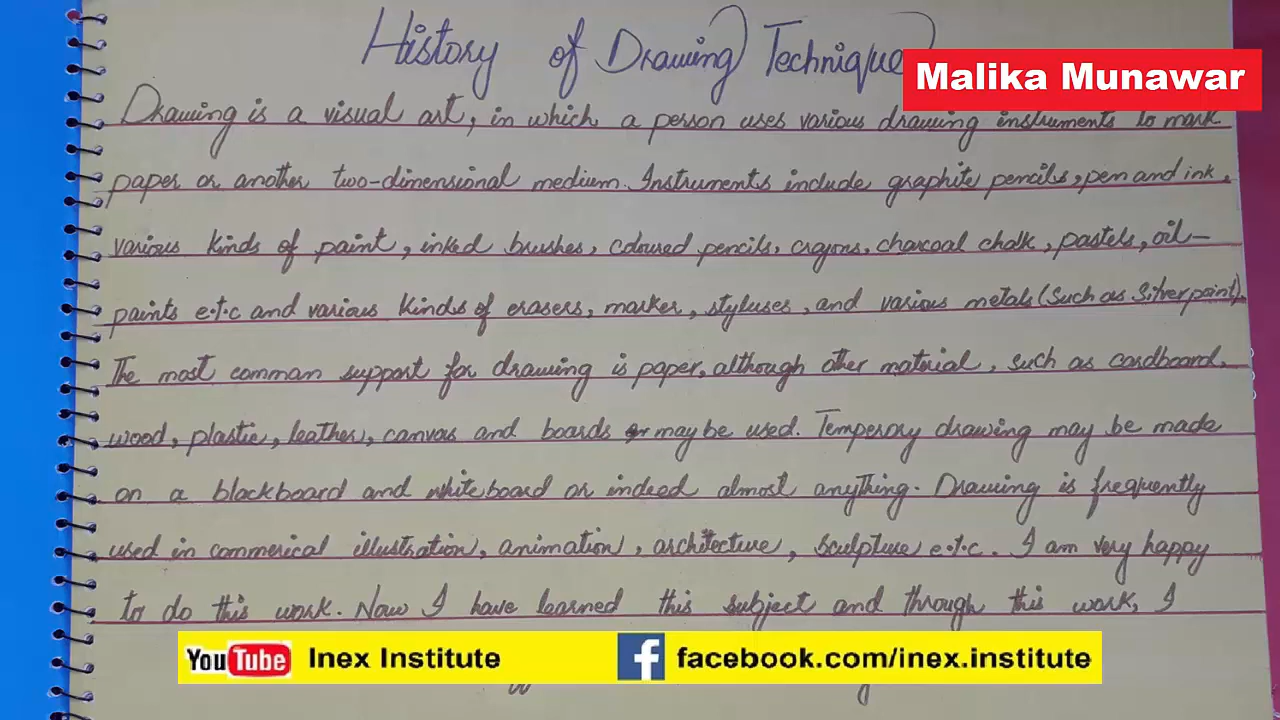 History of Drawing Technique
Malika Munawar
Drawing is a visual art, in which a person uses various drawing instruments to mark
paper or another two-dimensional medium. Instruments include graphite pencils, pen and ink,
various kinds of paint, inked brushes, coloured pencils, crayons, charcoal chalk, pastels, oil-
paints e.t.c and various kinds of erasers, marker, styluses, and various metals (Such as Silverpoint).
The most comman support for drawing is paper, although other material, such as cardboard,
wood, plastic, leather, canvas and boards or may be used. Temperory drawing may be made
on a blackboard and whiteboard or indeed almost anything. Drawing is frequently
used in commerical illustration, animation, architecture, sculpture e.t.c. I am very happy
to do this work. Now I have learned this subject and through this work, I
YouTube Inex Institute facebook.com/inex.institute